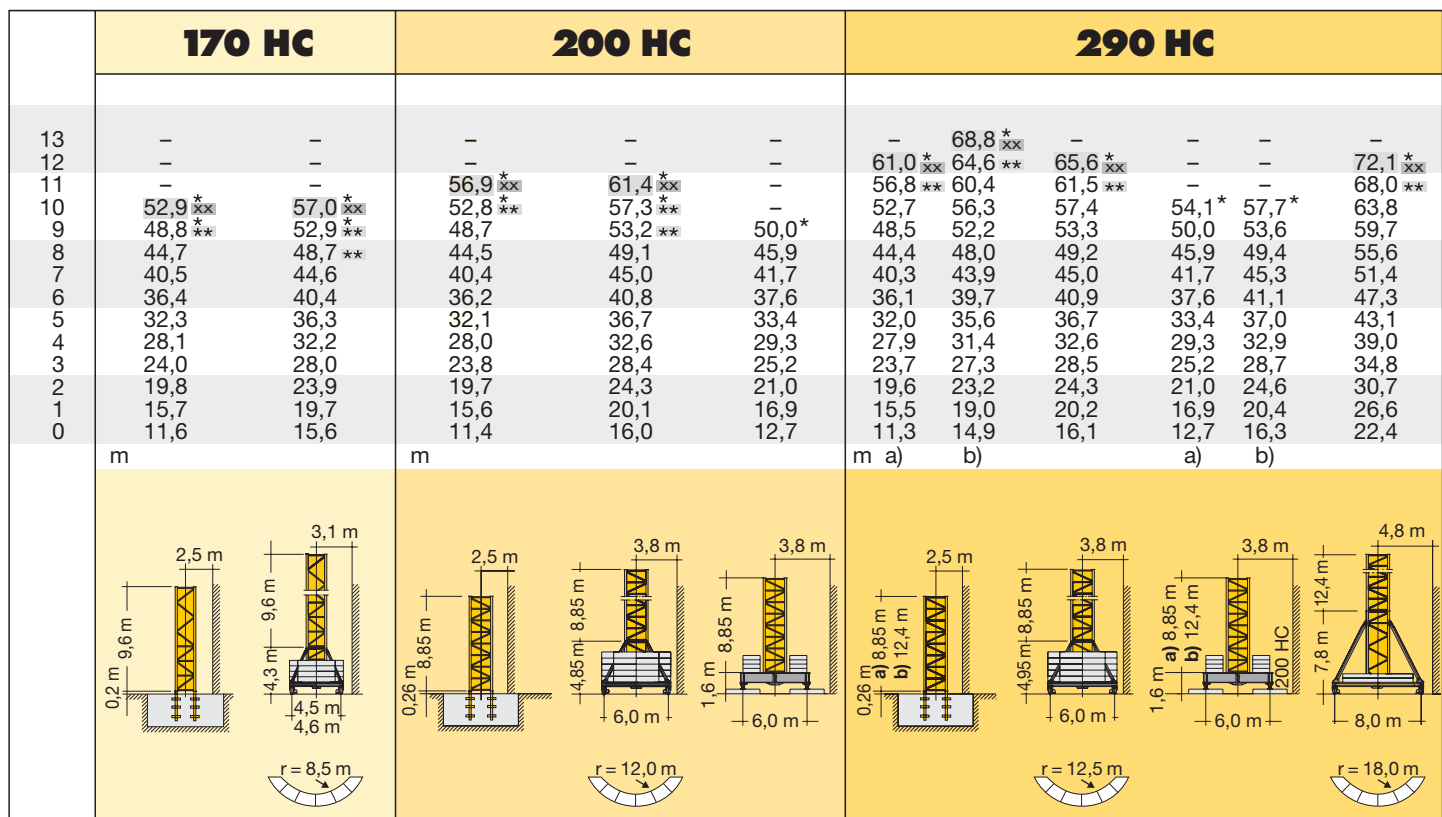 170 HC 200 HC 290 HC
13 – – – – – – 68,8 * xx – – – –
12 – – – – – 61,0 * xx 64,6 ** 65,6 * xx 72,1 * xx
11 – – 56,9 * xx 61,4 * xx – 56,8 ** 60,4 61,5 ** – – 68,0 **
10 52,9 * xx 57,0 * xx 52,8 * ** 57,3 * ** – 52,7 56,3 57,4 54,1 * 57,7 * 63,8
9 48,8 * ** 52,9 * ** 48,7 53,2 ** 50,0 * 48,5 52,2 53,3 50,0 53,6 59,7
8 44,7 48,7 ** 44,5 49,1 45,9 44,4 48,0 49,2 45,9 49,4 55,6
7 40,5 44,6 40,4 45,0 41,7 40,3 43,9 45,0 41,7 45,3 51,4
6 36,4 40,4 36,2 40,8 37,6 36,1 39,7 40,9 37,6 41,1 47,3
5 32,3 36,3 32,1 36,7 33,4 32,0 35,6 36,7 33,4 37,0 43,1
4 28,1 32,2 28,0 32,6 29,3 27,9 31,4 32,6 29,3 32,9 39,0
3 24,0 28,0 23,8 28,4 25,2 23,7 27,3 28,5 25,2 28,7 34,8
2 19,8 23,9 19,7 24,3 21,0 19,6 23,2 24,3 21,0 24,6 30,7
1 15,7 19,7 15,6 20,1 16,9 15,5 19,0 20,2 16,9 20,4 26,6
0 11,6 15,6 11,4 16,0 12,7 11,3 14,9 16,1 12,7 16,3 22,4
m m m a) b) a) b)
2,5 m
9,6 m
0,2 m
3,1 m
9,6 m
4,3 m
4,5 m
4,6 m
r = 8,5 m
2,5 m
8,85 m
0,26 m
3,8 m
8,85 m
4,85 m
6,0 m
r = 12,0 m
3,8 m
8,85 m
1,6 m
6,0 m
2,5 m
a) 8,85 m
b) 12,4 m
0,26 m
3,8 m
8,85 m
4,95 m
6,0 m
r = 12,5 m
3,8 m
a) 8,85 m
b) 12,4 m
1,6 m
200 HC
6,0 m
4,8 m
12,4 m
7,8 m
8,0 m
r = 18,0 m